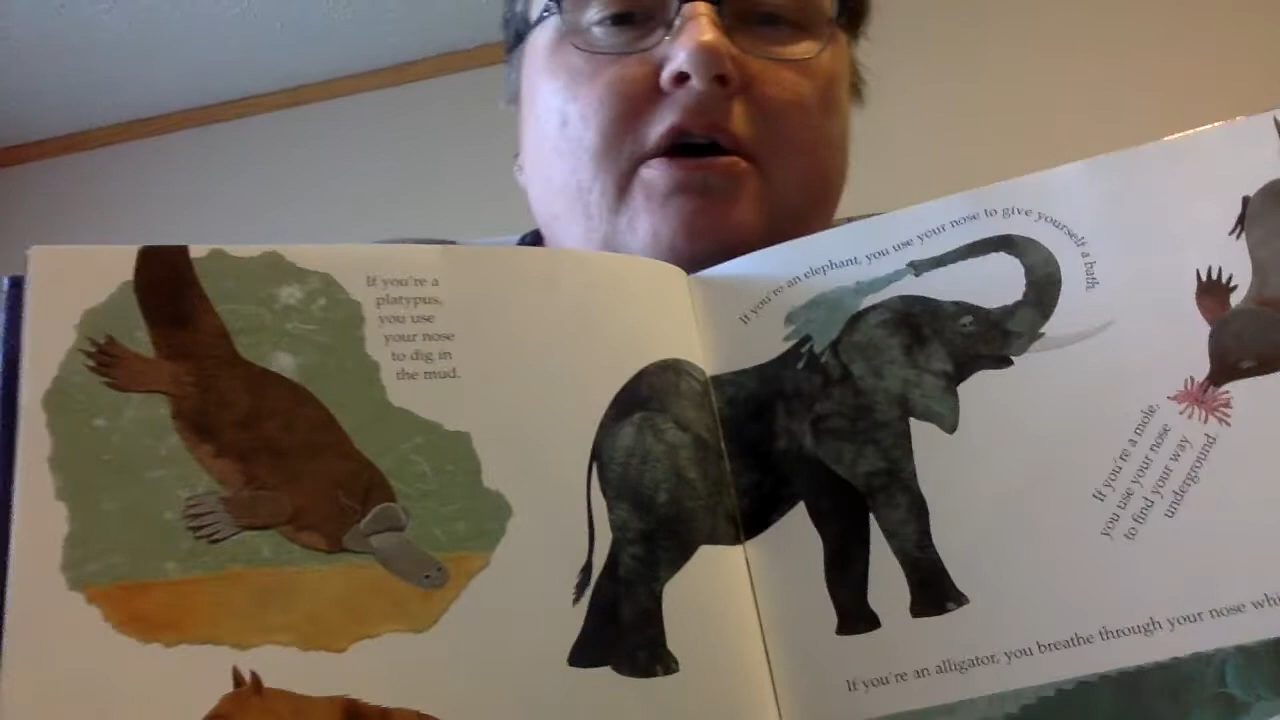 If you're a
platypus,
you use
your nose
to dig in
the mud.
If you're an elephant, you use your nose to give yourself a bath.
If you're a mole,
you use your nose
to find your way
underground.
If you're an alligator, you breathe through your nose